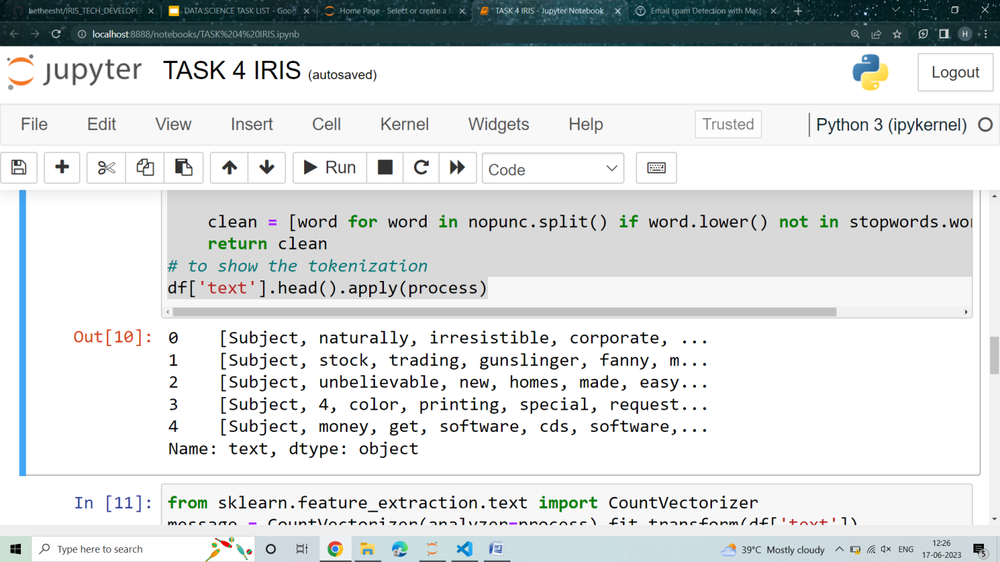 hetheesht/IRIS_TECH_DEVELOPE
DATA SCIENCE TASK LIST - Goog
Home Page - Select or create a
TASK 4 IRIS - Jupyter Notebook
Email spam Detection with Mac
localhost:8888/notebooks/TASK%204%20IRIS.ipynb
H
jupyter TASK 4 IRIS (autosaved)
Logout
File Edit View Insert Cell Kernel Widgets Help
Trusted
Python 3 (ipykernel)
Run
Code
clean = [word for word in nopunc.split() if word.lower() not in stopwords.wor
return clean
# to show the tokenization
df['text'].head().apply(process)
Out[10]: 0 [Subject, naturally, irresistible, corporate, ...
1 [Subject, stock, trading, gunslinger, fanny, m...
2 [Subject, unbelievable, new, homes, made, easy...
3 [Subject, 4, color, printing, special, request...
4 [Subject, money, get, software, cds, software,...
Name: text, dtype: object
In [11]: from sklearn.feature_extraction.text import CountVectorizer
message = CountVectorizer(analyzer=process).fit_transform(df['text'])
Type here to search
39°C Mostly cloudy
ENG
12:26
17-06-2023
5